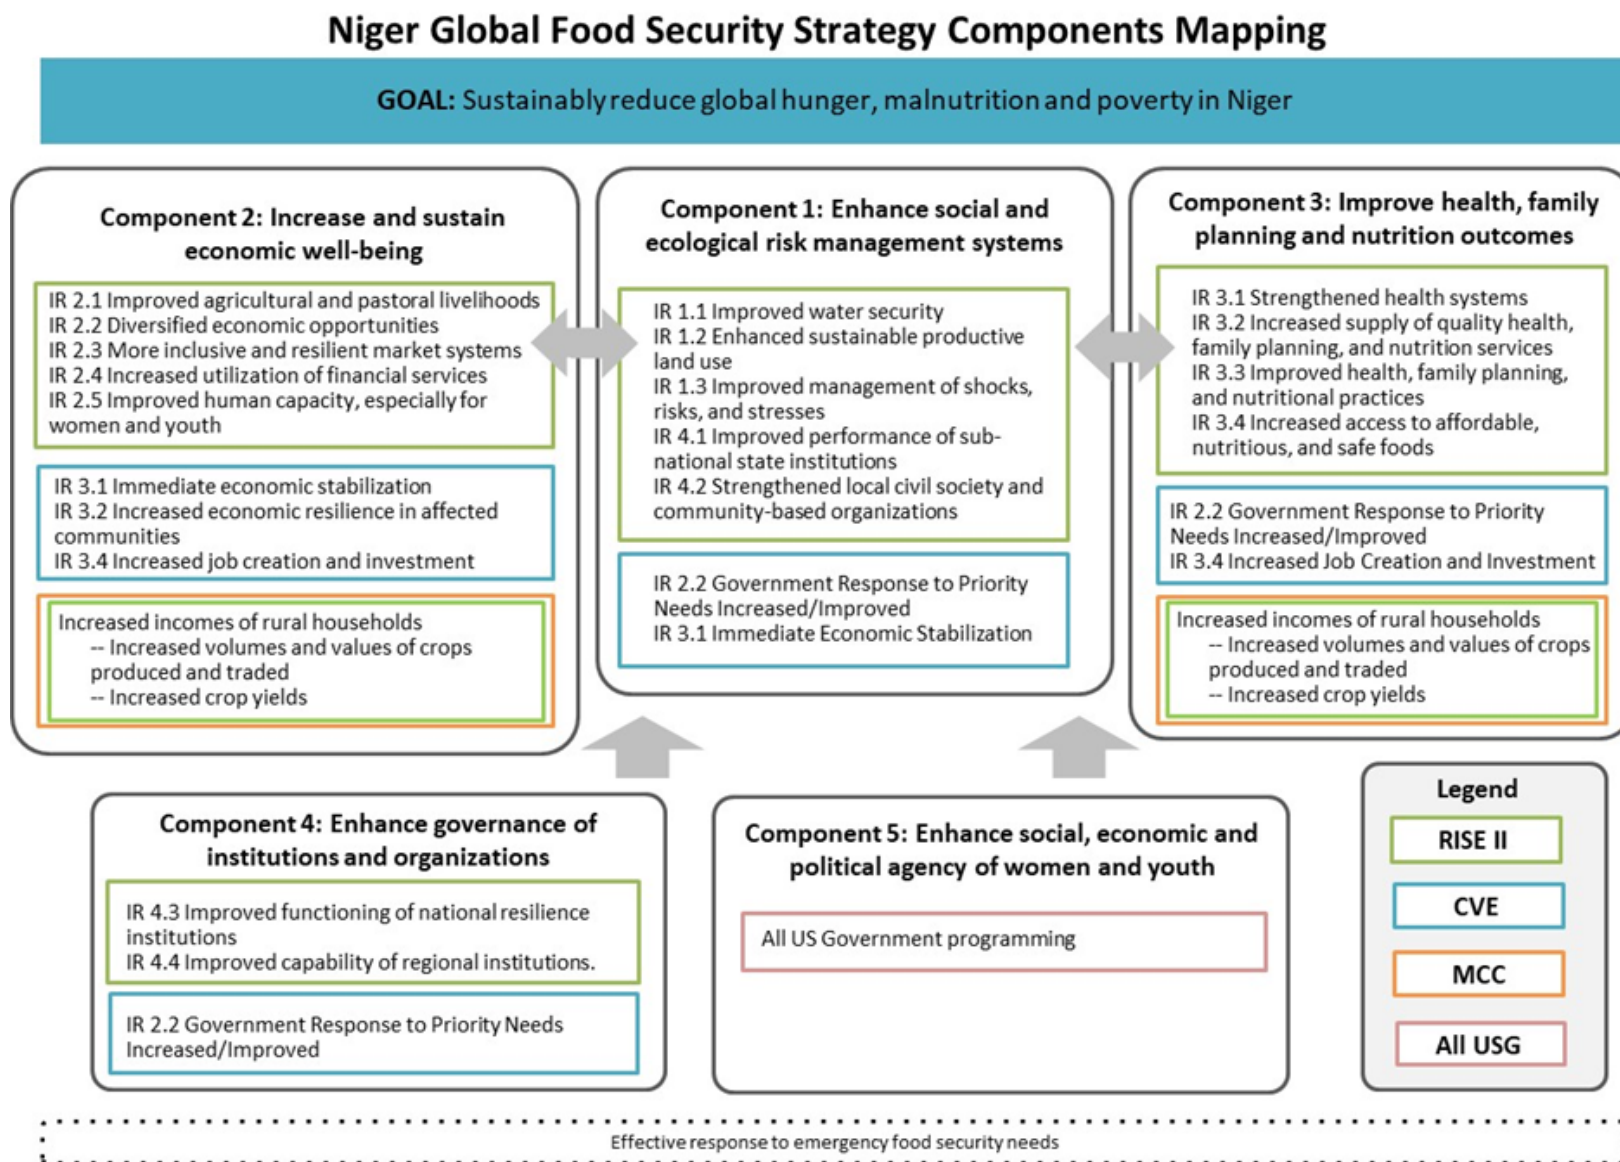 Niger Global Food Security Strategy Components Mapping
GOAL: Sustainably reduce global hunger, malnutrition and poverty in Niger
Component 2: Increase and sustain
economic well-being
IR 2.1 Improved agricultural and pastoral livelihoods
IR 2.2 Diversified economic opportunities
IR 2.3 More inclusive and resilient market systems
IR 2.4 Increased utilization of financial services
IR 2.5 Improved human capacity, especially for
women and youth
IR 3.1 Immediate economic stabilization
IR 3.2 Increased economic resilience in affected
communities
IR 3.4 Increased job creation and investment
Increased incomes of rural households
-- Increased volumes and values of crops
produced and traded
-- Increased crop yields
Component 1: Enhance social and
ecological risk management systems
IR 1.1 Improved water security
IR 1.2 Enhanced sustainable productive
land use
IR 1.3 Improved management of shocks,
risks, and stresses
IR 4.1 Improved performance of sub-
national state institutions
IR 4.2 Strengthened local civil society and
community-based organizations
IR 2.2 Government Response to Priority
Needs Increased/Improved
IR 3.1 Immediate Economic Stabilization
Component 3: Improve health, family
planning and nutrition outcomes
IR 3.1 Strengthened health systems
IR 3.2 Increased supply of quality health,
family planning, and nutrition services
IR 3.3 Improved health, family planning,
and nutritional practices
IR 3.4 Increased access to affordable,
nutritious, and safe foods
IR 2.2 Government Response to Priority
Needs Increased/Improved
IR 3.4 Increased Job Creation and Investment
Increased incomes of rural households
-- Increased volumes and values of crops
produced and traded
-- Increased crop yields
Component 4: Enhance governance of
institutions and organizations
IR 4.3 Improved functioning of national resilience
institutions
IR 4.4 Improved capability of regional institutions.
IR 2.2 Government Response to Priority Needs
Increased/Improved
Component 5: Enhance social, economic and
political agency of women and youth
All US Government programming
Legend
RISE II
CVE
MCC
All USG
Effective response to emergency food security needs